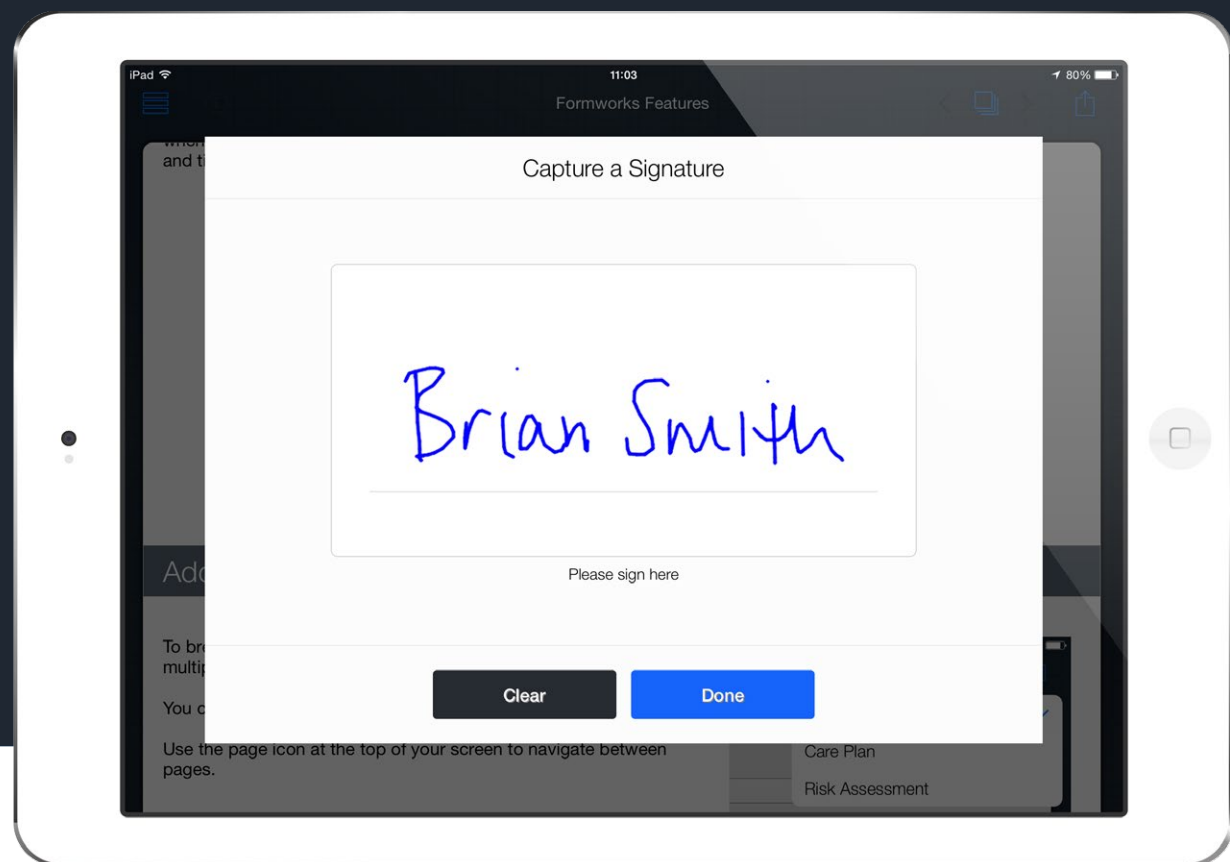 iPad 11:03 80%
Formworks Features
and ti
Capture a Signature
Brian Smith
Please sign here
Clear Done
Add
To bre
multip
You c
Use the page icon at the top of your screen to navigate between
pages.
Care Plan
Risk Assessment